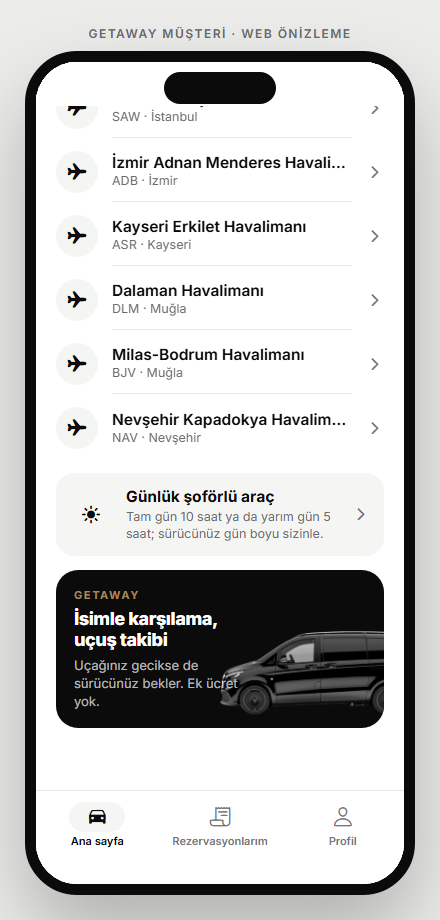 GETAWAY MÜŞTERİ · WEB ÖNİZLEME
SAW · İstanbul
İzmir Adnan Menderes Havali...
ADB · İzmir
Kayseri Erkilet Havalimanı
ASR · Kayseri
Dalaman Havalimanı
DLM · Muğla
Milas-Bodrum Havalimanı
BJV · Muğla
Nevşehir Kapadokya Havalim...
NAV · Nevşehir
Günlük şoförlü araç
Tam gün 10 saat ya da yarım gün 5
saat; sürücünüz gün boyu sizinle.
GETAWAY
İsimle karşılama,
uçuş takibi
Uçağınız gecikse de
sürücünüz bekler. Ek ücret
yok.
Ana sayfa
Rezervasyonlarım
Profil